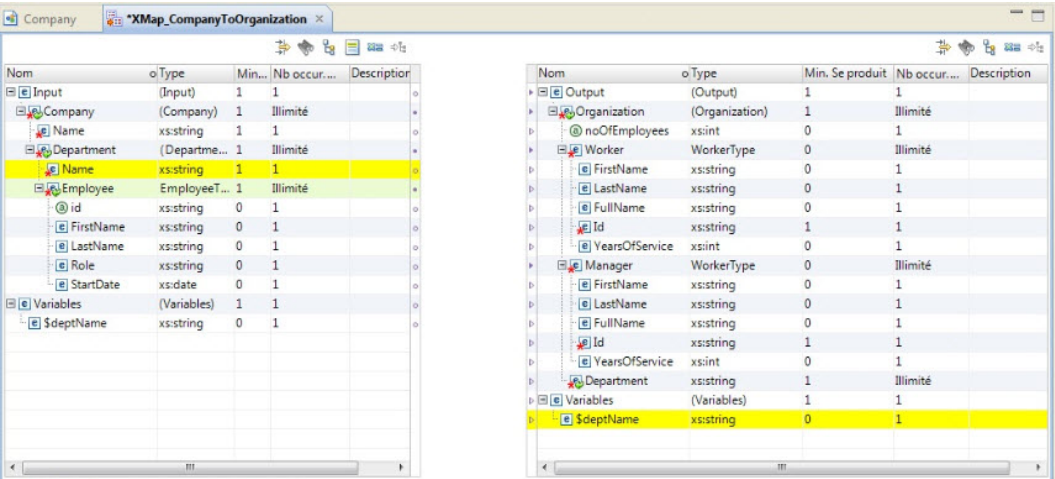 Company *XMap_CompanyToOrganization
Nom Type Min... Nb occur.... Description
Input (Input) 1 1
Company (Company) 1 Illimité
Name xs:string 1 1
Department (Departme... 1 Illimité
Name xs:string 1 1
Employee EmployeeT... 1 Illimité
id xs:string 0 1
FirstName xs:string 0 1
LastName xs:string 0 1
Role xs:string 0 1
StartDate xs:date 0 1
Variables (Variables) 1 1
$deptName xs:string 0 1
Nom Type Min. Se produit Nb occur.... Description
Output (Output) 1 1
Organization (Organization) 1 Illimité
noOfEmployees xs:int 0 1
Worker WorkerType 0 Illimité
FirstName xs:string 0 1
LastName xs:string 0 1
FullName xs:string 0 1
Id xs:string 1 1
YearsOfService xs:int 0 1
Manager WorkerType 0 Illimité
FirstName xs:string 0 1
LastName xs:string 0 1
FullName xs:string 0 1
Id xs:string 1 1
YearsOfService xs:int 0 1
Department xs:string 1 Illimité
Variables (Variables) 1 1
$deptName xs:string 0 1